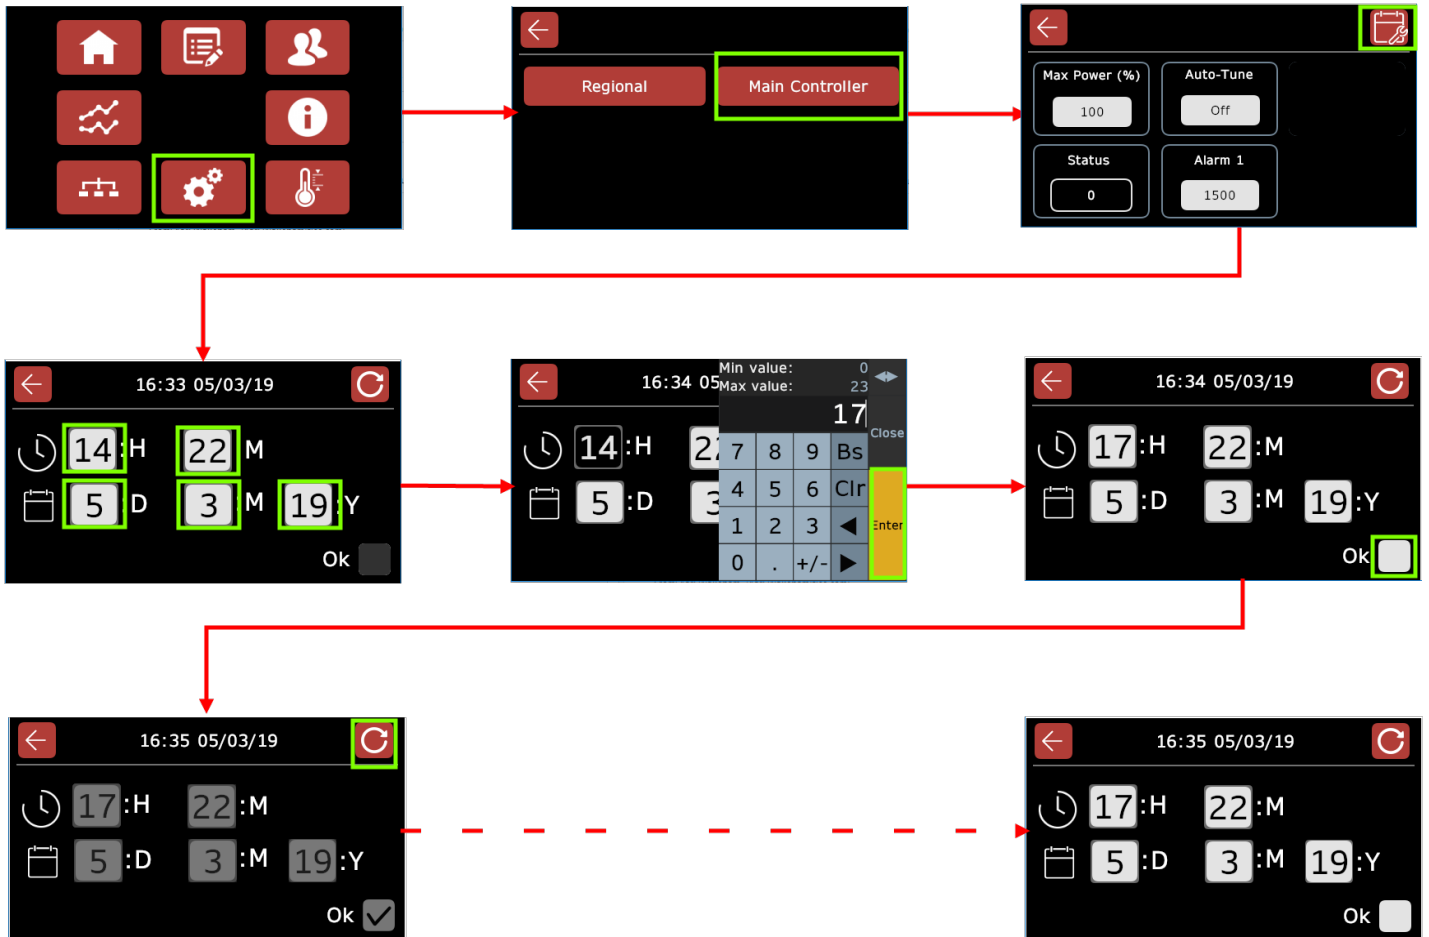 Regional
Main Controller
Max Power (%)
100
Auto-Tune
Off
Status
0
Alarm 1
1500
16:33 05/03/19
14 :H 22 :M
5 :D 3 :M 19 :Y
Ok
16:34 05
14 :H 22
5 :D 3
Min value: 0
Max value: 23
17
Close
7 8 9 Bs
4 5 6 Clr
1 2 3
Enter
0 . +/-
16:34 05/03/19
17 :H 22 :M
5 :D 3 :M 19 :Y
Ok
16:35 05/03/19
17 :H 22 :M
5 :D 3 :M 19 :Y
Ok
16:35 05/03/19
17 :H 22 :M
5 :D 3 :M 19 :Y
Ok